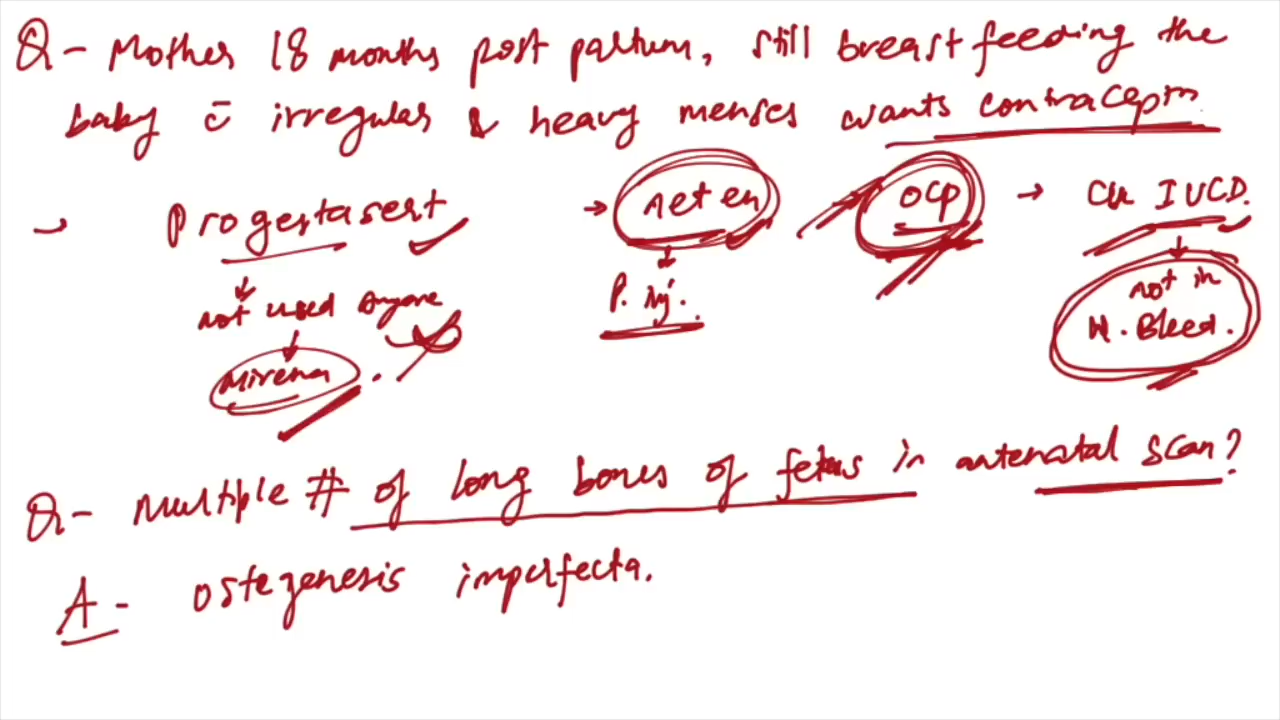 Q - Mother 18 months post partum, still breast feeding the
baby c̄ irregular & heavy menses wants contracepn
→ Progestasert → net en → OCP → Cu IUCD.
not used anyone P. inj. not in
H. Bleed.
Mirena.
Q - Multiple # of long bones of fetus in antenatal scan?
A - ostegenesis imperfecta.